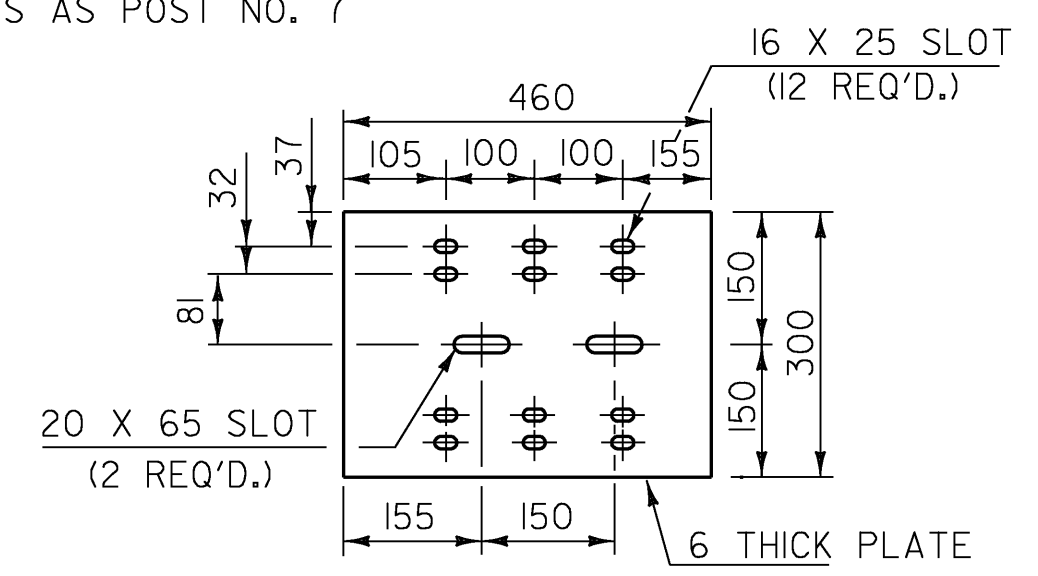 S AS POST NO. 7
16 X 25 SLOT
(12 REQ'D.)
460
105 100 100 155
37
32
81
150
300
150
20 X 65 SLOT
(2 REQ'D.)
155 150
6 THICK PLATE